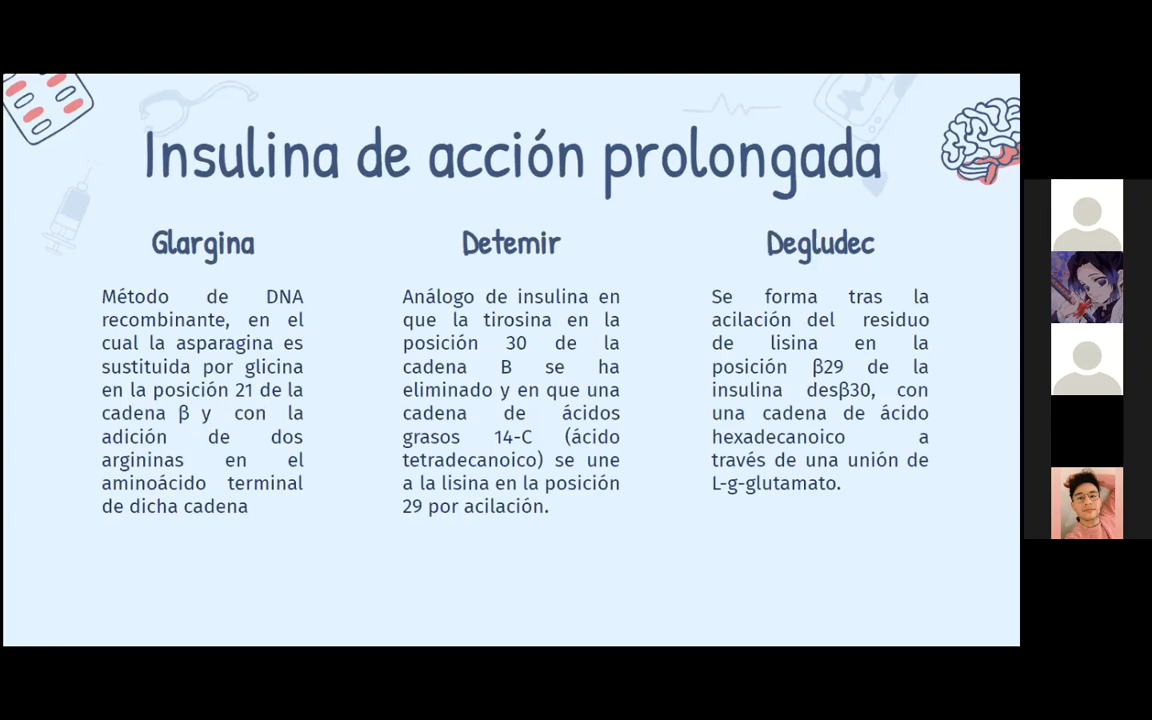 Insulina de acción prolongada
Glargina
Método de DNA
recombinante, en el
cual la asparagina es
sustituida por glicina
en la posición 21 de la
cadena β y con la
adición de dos
argininas en el
aminoácido terminal
de dicha cadena
Detemir
Análogo de insulina en
que la tirosina en la
posición 30 de la
cadena B se ha
eliminado y en que una
cadena de ácidos
grasos 14-C (ácido
tetradecanoico) se une
a la lisina en la posición
29 por acilación.
Degludec
Se forma tras la
acilación del residuo
de lisina en la
posición β29 de la
insulina desβ30, con
una cadena de ácido
hexadecanoico a
través de una unión de
L-g-glutamato.